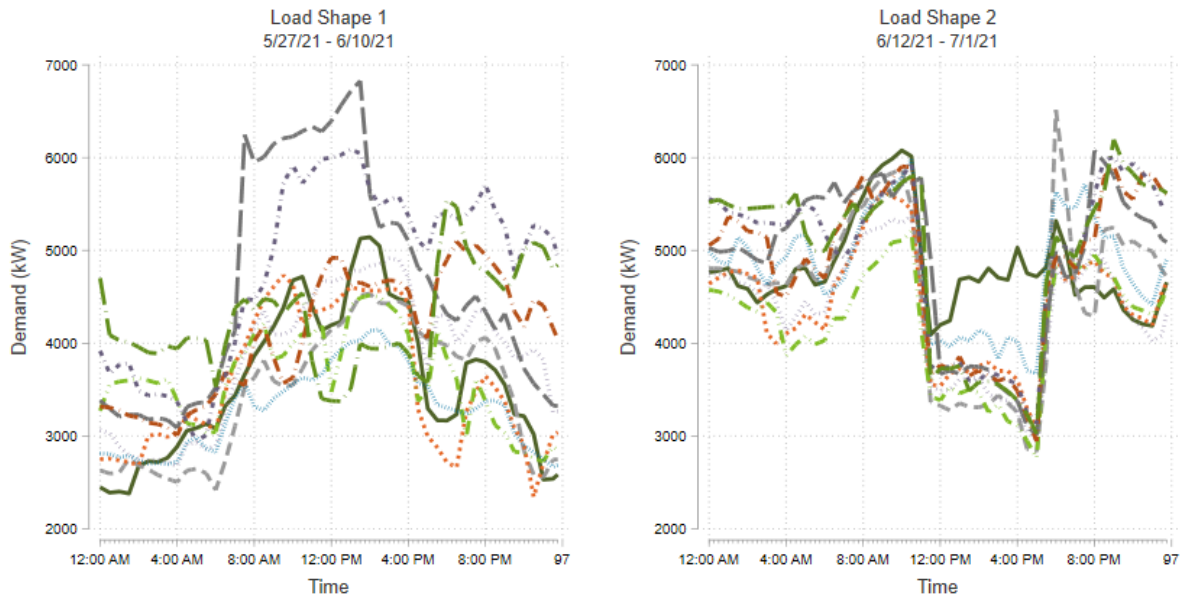 Load Shape 1
5/27/21 - 6/10/21
7000
6000
5000
4000
3000
2000
Demand (kW)
12:00 AM 4:00 AM 8:00 AM 12:00 PM 4:00 PM 8:00 PM 97
Time
Load Shape 2
6/12/21 - 7/1/21
7000
6000
5000
4000
3000
2000
Demand (kW)
12:00 AM 4:00 AM 8:00 AM 12:00 PM 4:00 PM 8:00 PM 97
Time